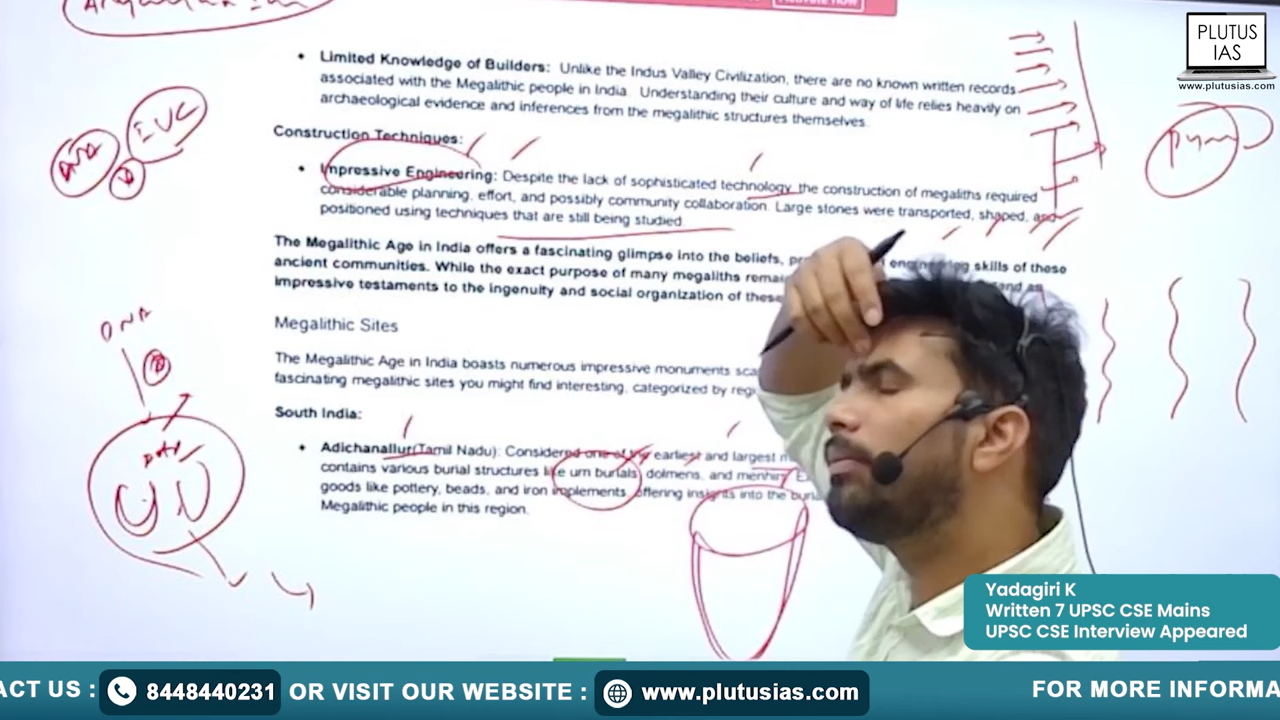 PLUTUS
IAS
www.plutusias.com
• Limited Knowledge of Builders: Unlike the Indus Valley Civilization, there are no known written records
associated with the Megalithic people in India. Understanding their culture and way of life relies heavily on
archaeological evidence and inferences from the megalithic structures themselves.
IVC
Construction Techniques:
• Impressive Engineering: Despite the lack of sophisticated technology, the construction of megaliths required
considerable planning, effort, and possibly community collaboration. Large stones were transported, shaped, and
positioned using techniques that are still being studied.
The Megalithic Age in India offers a fascinating glimpse into the beliefs, engineering skills of these
ancient communities. While the exact purpose of many megaliths stand as
impressive testaments to the ingenuity and social organization of these
DNA
Megalithic Sites
The Megalithic Age in India boasts numerous impressive monuments
fascinating megalithic sites you might find interesting, categorized by
South India:
• Adichanallur(Tamil Nadu): Considered one of the earliest and largest
contains various burial structures like urn burials, dolmens, and menhirs.
goods like pottery, beads, and iron implements, offering insights into the
Megalithic people in this region.
Yadagiri K
Written 7 UPSC CSE Mains
UPSC CSE Interview Appeared
ACT US : 8448440231 OR VISIT OUR WEBSITE : www.plutusias.com FOR MORE INFORMA